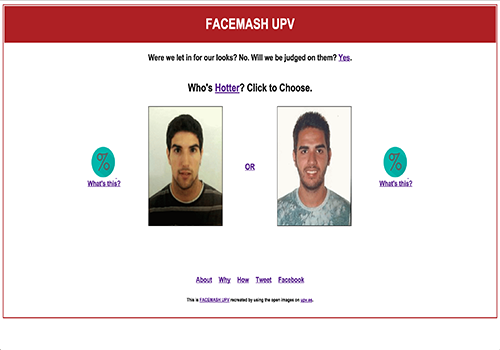 FACEMASH UPV
Were we let in for our looks? No. Will we be judged on them? Yes.
Who's Hotter? Click to Choose.
%
OR
%
What's this?
What's this?
About Why How Tweet Facebook
This is FACEMASH UPV recreated by using the open images on upv.es.